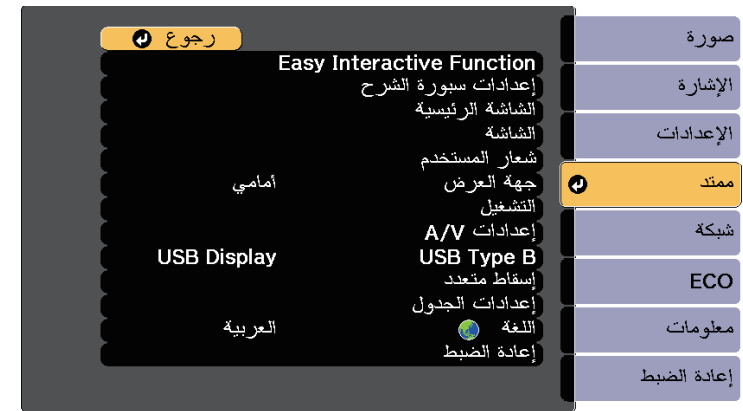 صورة
الإشارة
الإعدادات
ممتد
شبكة
ECO
معلومات
إعادة الضبط
رجوع
Easy Interactive Function
إعدادات سبورة الشرح
الشاشة الرئيسية
الشاشة
شعار المستخدم
جهة العرض أمامي
التشغيل
إعدادات A/V
USB Type B USB Display
إسقاط متعدد
إعدادات الجدول
اللغة العربية
إعادة الضبط